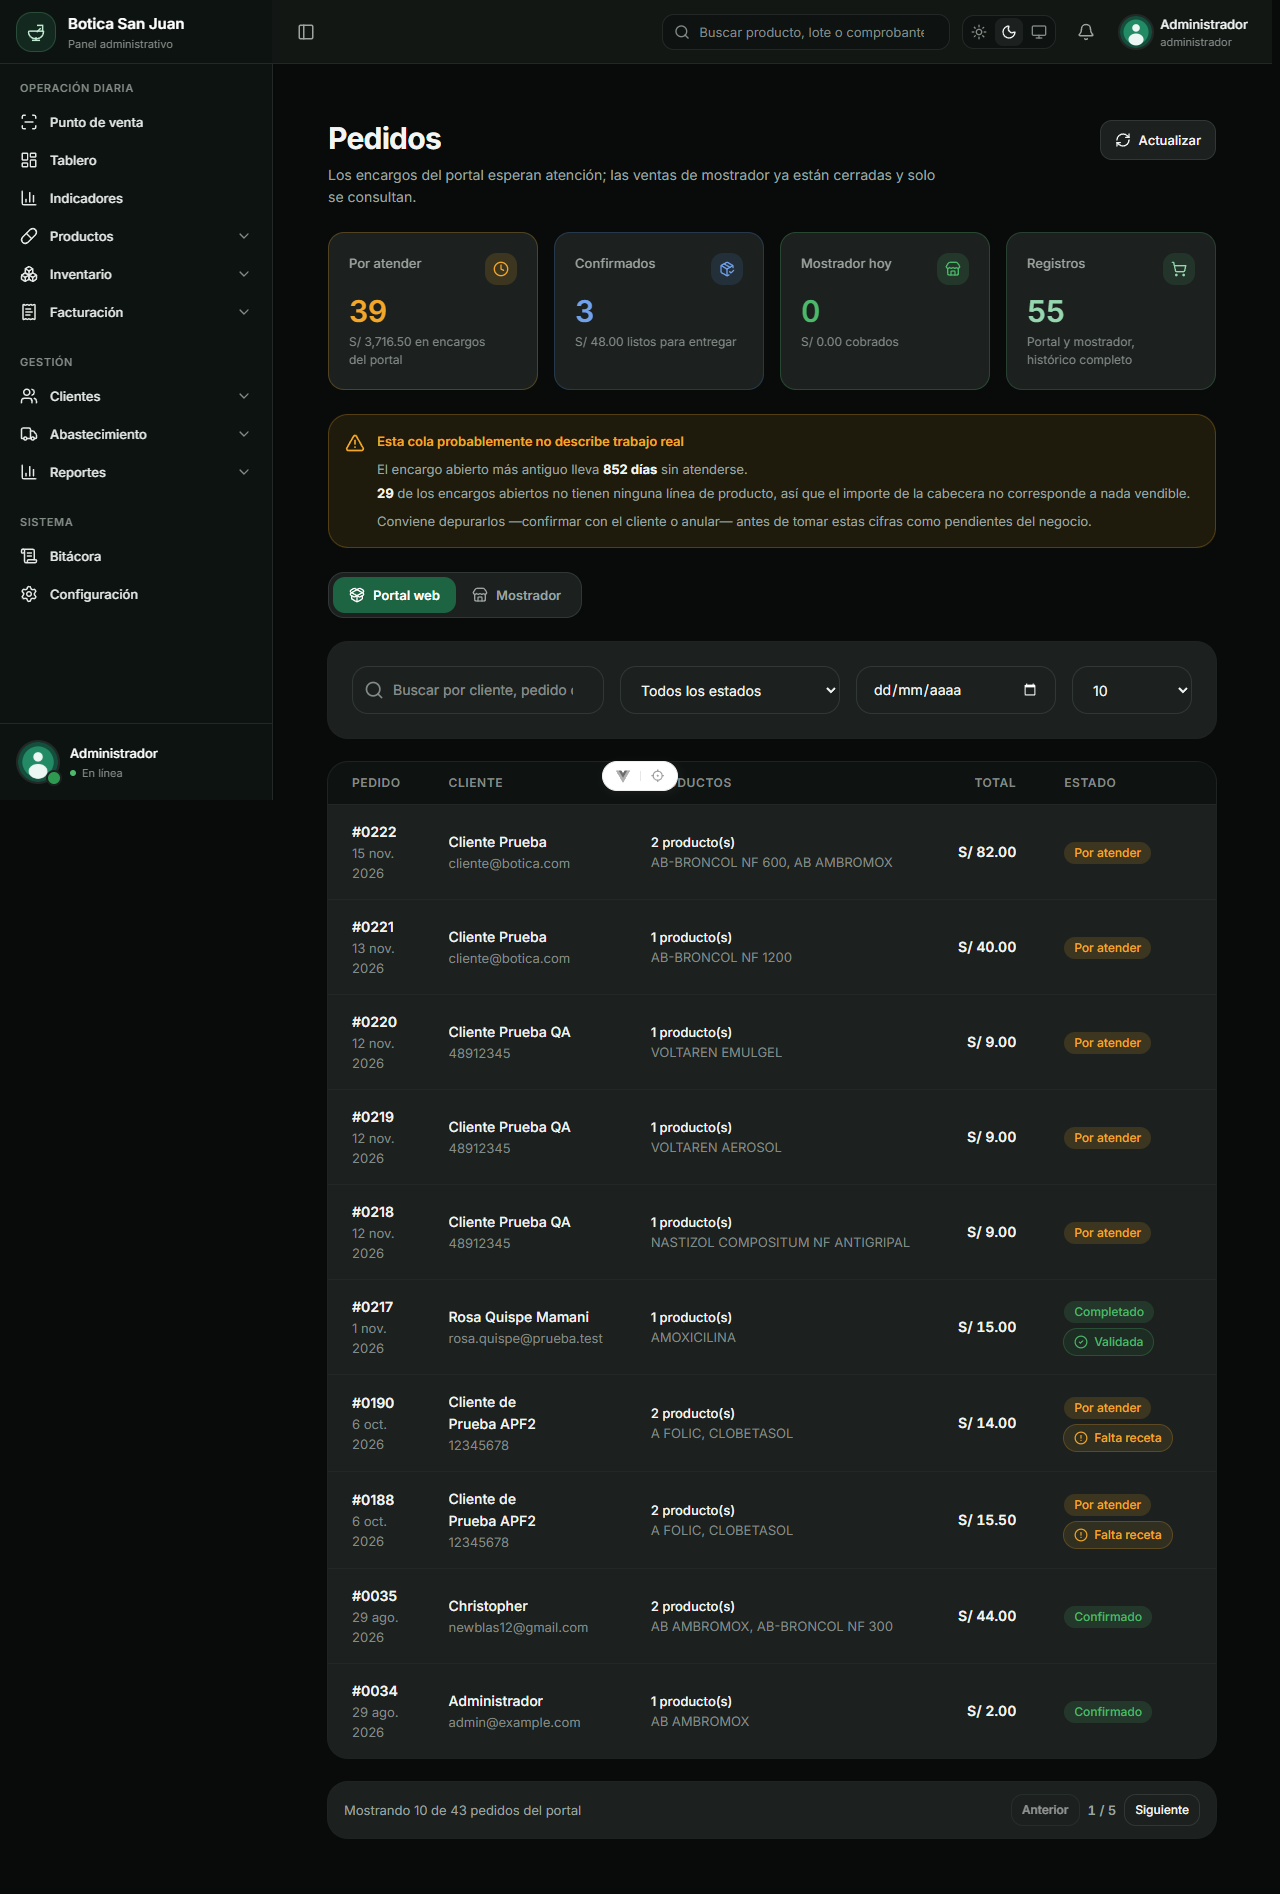 Botica San Juan
Panel administrativo
Buscar producto, lote o comprobante
Administrador
administrador
OPERACIÓN DIARIA
Punto de venta
Tablero
Indicadores
Productos
Inventario
Facturación
GESTIÓN
Clientes
Abastecimiento
Reportes
SISTEMA
Bitácora
Configuración
Administrador
En línea
Pedidos
Actualizar
Los encargos del portal esperan atención; las ventas de mostrador ya están cerradas y solo
se consultan.
Por atender
39
S/ 3,716.50 en encargos
del portal
Confirmados
3
S/ 48.00 listos para entregar
Mostrador hoy
0
S/ 0.00 cobrados
Registros
55
Portal y mostrador,
histórico completo
Esta cola probablemente no describe trabajo real
El encargo abierto más antiguo lleva 852 días sin atenderse.
29 de los encargos abiertos no tienen ninguna línea de producto, así que el importe de la cabecera no corresponde a nada vendible.
Conviene depurarlos —confirmar con el cliente o anular— antes de tomar estas cifras como pendientes del negocio.
Portal web
Mostrador
Buscar por cliente, pedido
Todos los estados
dd/mm/aaaa
10
PEDIDO CLIENTE DUCTOS TOTAL ESTADO
#0222
15 nov.
2026
Cliente Prueba
cliente@botica.com
2 producto(s)
AB-BRONCOL NF 600, AB AMBROMOX
S/ 82.00
Por atender
#0221
13 nov.
2026
Cliente Prueba
cliente@botica.com
1 producto(s)
AB-BRONCOL NF 1200
S/ 40.00
Por atender
#0220
12 nov.
2026
Cliente Prueba QA
48912345
1 producto(s)
VOLTAREN EMULGEL
S/ 9.00
Por atender
#0219
12 nov.
2026
Cliente Prueba QA
48912345
1 producto(s)
VOLTAREN AEROSOL
S/ 9.00
Por atender
#0218
12 nov.
2026
Cliente Prueba QA
48912345
1 producto(s)
NASTIZOL COMPOSITUM NF ANTIGRIPAL
S/ 9.00
Por atender
#0217
1 nov.
2026
Rosa Quispe Mamani
rosa.quispe@prueba.test
1 producto(s)
AMOXICILINA
S/ 15.00
Completado
Validada
#0190
6 oct.
2026
Cliente de
Prueba APF2
12345678
2 producto(s)
A FOLIC, CLOBETASOL
S/ 14.00
Por atender
Falta receta
#0188
6 oct.
2026
Cliente de
Prueba APF2
12345678
2 producto(s)
A FOLIC, CLOBETASOL
S/ 15.50
Por atender
Falta receta
#0035
29 ago.
2026
Christopher
newblas12@gmail.com
2 producto(s)
AB AMBROMOX, AB-BRONCOL NF 300
S/ 44.00
Confirmado
#0034
29 ago.
2026
Administrador
admin@example.com
1 producto(s)
AB AMBROMOX
S/ 2.00
Confirmado
Mostrando 10 de 43 pedidos del portal
Anterior
1 / 5
Siguiente